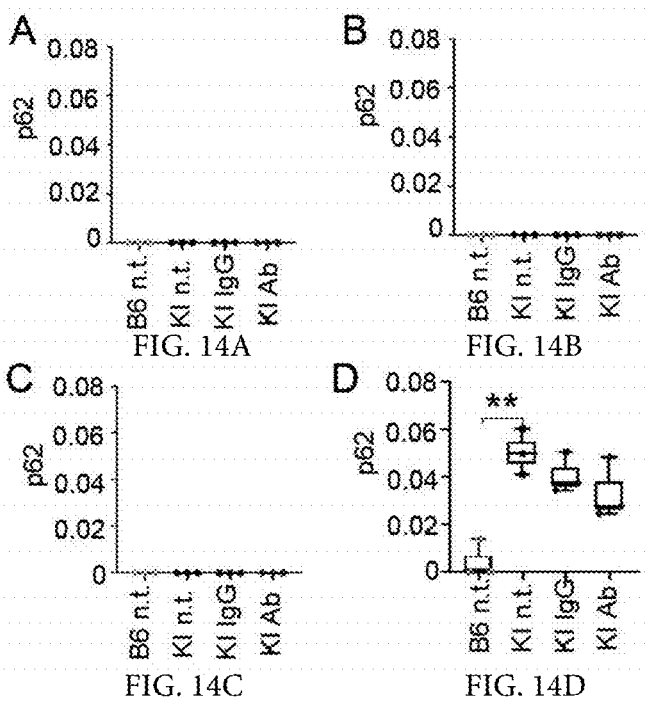 A
p62
0.08
0.06
0.04
0.02
0
B6 n.t.
KI n.t.
KI IgG
KI Ab
FIG. 14A
B
p62
0.08
0.06
0.04
0.02
0
B6 n.t.
KI n.t.
KI IgG
KI Ab
FIG. 14B
C
p62
0.08
0.06
0.04
0.02
0
B6 n.t.
KI n.t.
KI IgG
KI Ab
FIG. 14C
D
p62
0.08
0.06
0.04
0.02
0
**
B6 n.t.
KI n.t.
KI IgG
KI Ab
FIG. 14D